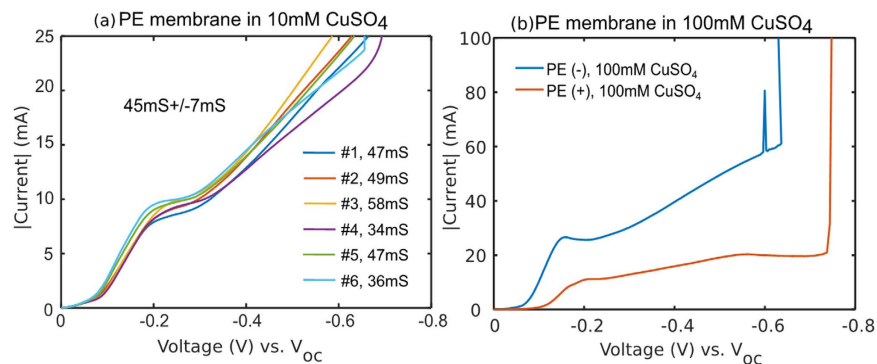 (a) PE membrane in 10mM CuSO4
25
20
15
10
5
0
|Current| (mA)
45mS+/-7mS
#1, 47mS
#2, 49mS
#3, 58mS
#4, 34mS
#5, 47mS
#6, 36mS
0 -0.2 -0.4 -0.6 -0.8
Voltage (V) vs. VOC
(b)PE membrane in 100mM CuSO4
100
80
60
40
20
0
|Current| (mA)
PE (-), 100mM CuSO4
PE (+), 100mM CuSO4
0 -0.2 -0.4 -0.6 -0.8
Voltage (V) vs. VOC